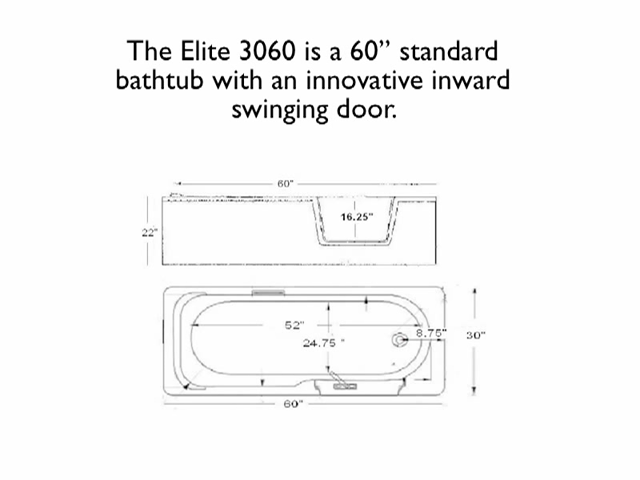 The Elite 3060 is a 60” standard
bathtub with an innovative inward
swinging door.
60"
16.25"
22"
52"
8.75"
30"
24.75 "
60"